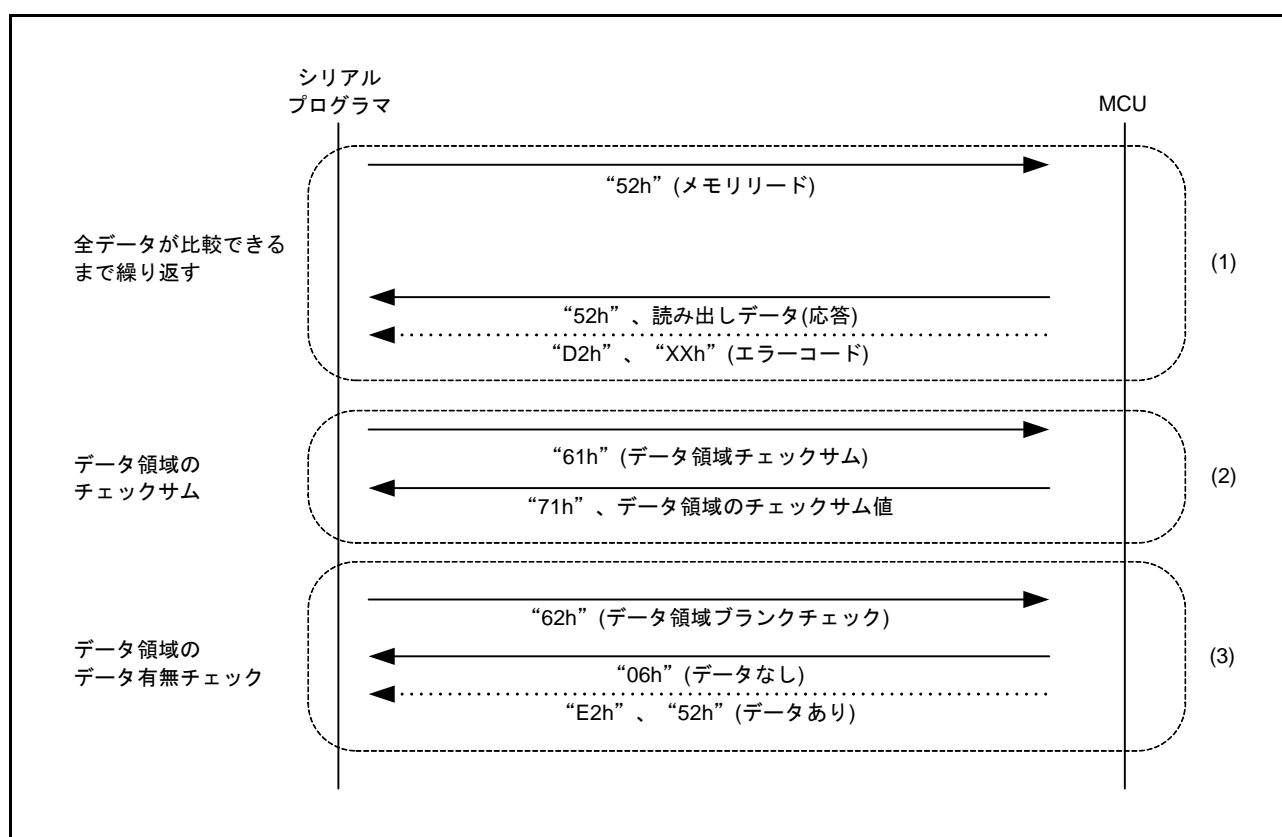 シリアル
プログラマ
MCU
“52h” (メモリリード)
全データが比較できる
まで繰り返す
(1)
“52h” 、読み出しデータ(応答)
“D2h” 、 “XXh” (エラーコード)
“61h” (データ領域チェックサム)
データ領域の
チェックサム
(2)
“71h” 、データ領域のチェックサム値
“62h” (データ領域ブランクチェック)
データ領域の
データ有無チェック
(3)
“06h” (データなし)
“E2h” 、 “52h” (データあり)